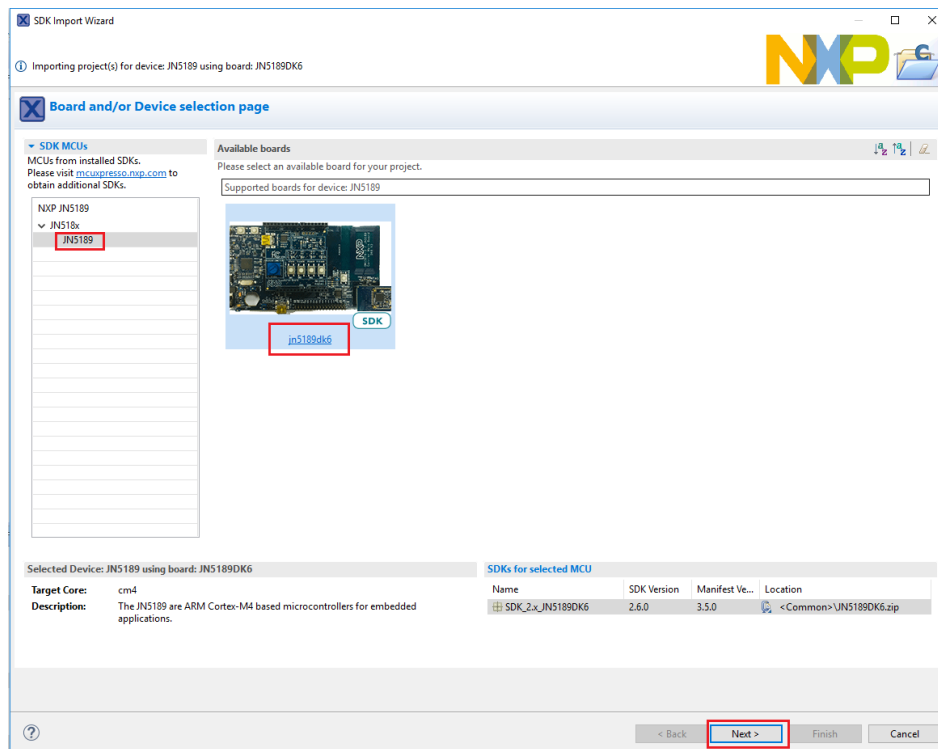 SDK Import Wizard
Importing project(s) for device: JN5189 using board: JN5189DK6
NXP
C
Board and/or Device selection page
SDK MCUs
MCUs from installed SDKs.
Please visit mcuxpresso.nxp.com to
obtain additional SDKs.
NXP JN5189
JN518x
JN5189
Available boards
Please select an available board for your project.
Supported boards for device: JN5189
NXP
SDK
jn5189dk6
Selected Device: JN5189 using board: JN5189DK6
Target Core: cm4
Description: The JN5189 are ARM Cortex-M4 based microcontrollers for embedded
applications.
SDKs for selected MCU
Name SDK Version Manifest Ve... Location
SDK_2.x_JN5189DK6 2.6.0 3.5.0 <Common>\JN5189DK6.zip
< Back Next > Finish Cancel